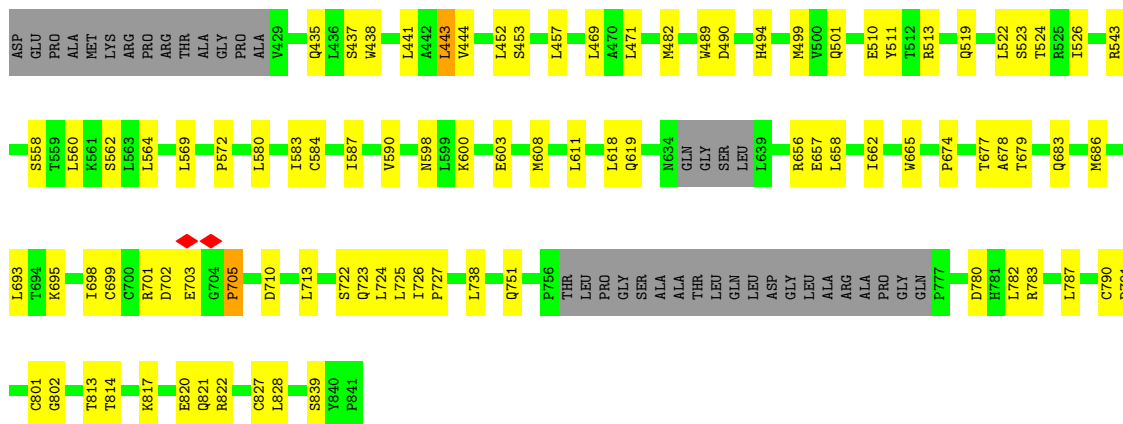 ASP GLU PRO ALA MET LYS ARG PRO ARG THR ALA GLY PRO ALA V429 Q435 L436 S437 W438 L441 A442 L443 V444 L452 S453 L457 L469 A470 L471 M482 W489 D490 H494 M499 V500 Q501 E510 Y511 T512 R513 Q519 L522 S523 T524 R525 I526 R543
S558 T559 L560 K561 S562 L563 L564 L569 P572 L580 I583 C584 I587 V590 N598 L599 K600 E603 M608 L611 L618 Q619 N634 GLN GLY SER LEU L639 R656 E657 L658 I662 W665 P674 T677 A678 T679 Q683 M686
L693 T694 K695 I698 C699 C700 R701 D702 E703 G704 P705 D710 L713 S722 Q723 L724 L725 I726 P727 L738 Q751 P756 THR LEU PRO GLY SER ALA ALA THR LEU GLN LEU ASP GLY LEU ALA ARG ALA PRO GLY GLN P777 D780 H781 L782 R783 L787 C790
C801 G802 T813 T814 K817 E820 Q821 R822 C827 L828 S839 Y840 P841